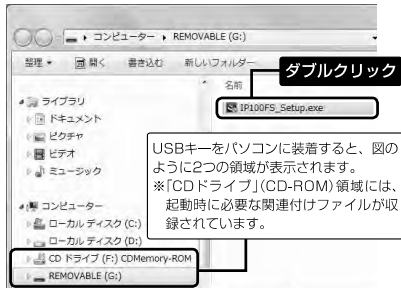 コンピューター ▸ REMOVABLE (G:)
整理 ▾ 開く 書き込む 新しいフォルダー
ダブルクリック
名前
IP100FS_Setup.exe
ライブラリ
ドキュメント
ピクチャ
ビデオ
ミュージック
USBキーをパソコンに装着すると、図の
ように2つの領域が表示されます。
※「CDドライブ」(CD-ROM)領域には、
起動時に必要な関連付けファイルが収
録されています。
コンピューター
ローカル ディスク (C:)
ローカル ディスク (D:)
CD ドライブ (F:) CDMemory-ROM
REMOVABLE (G:)